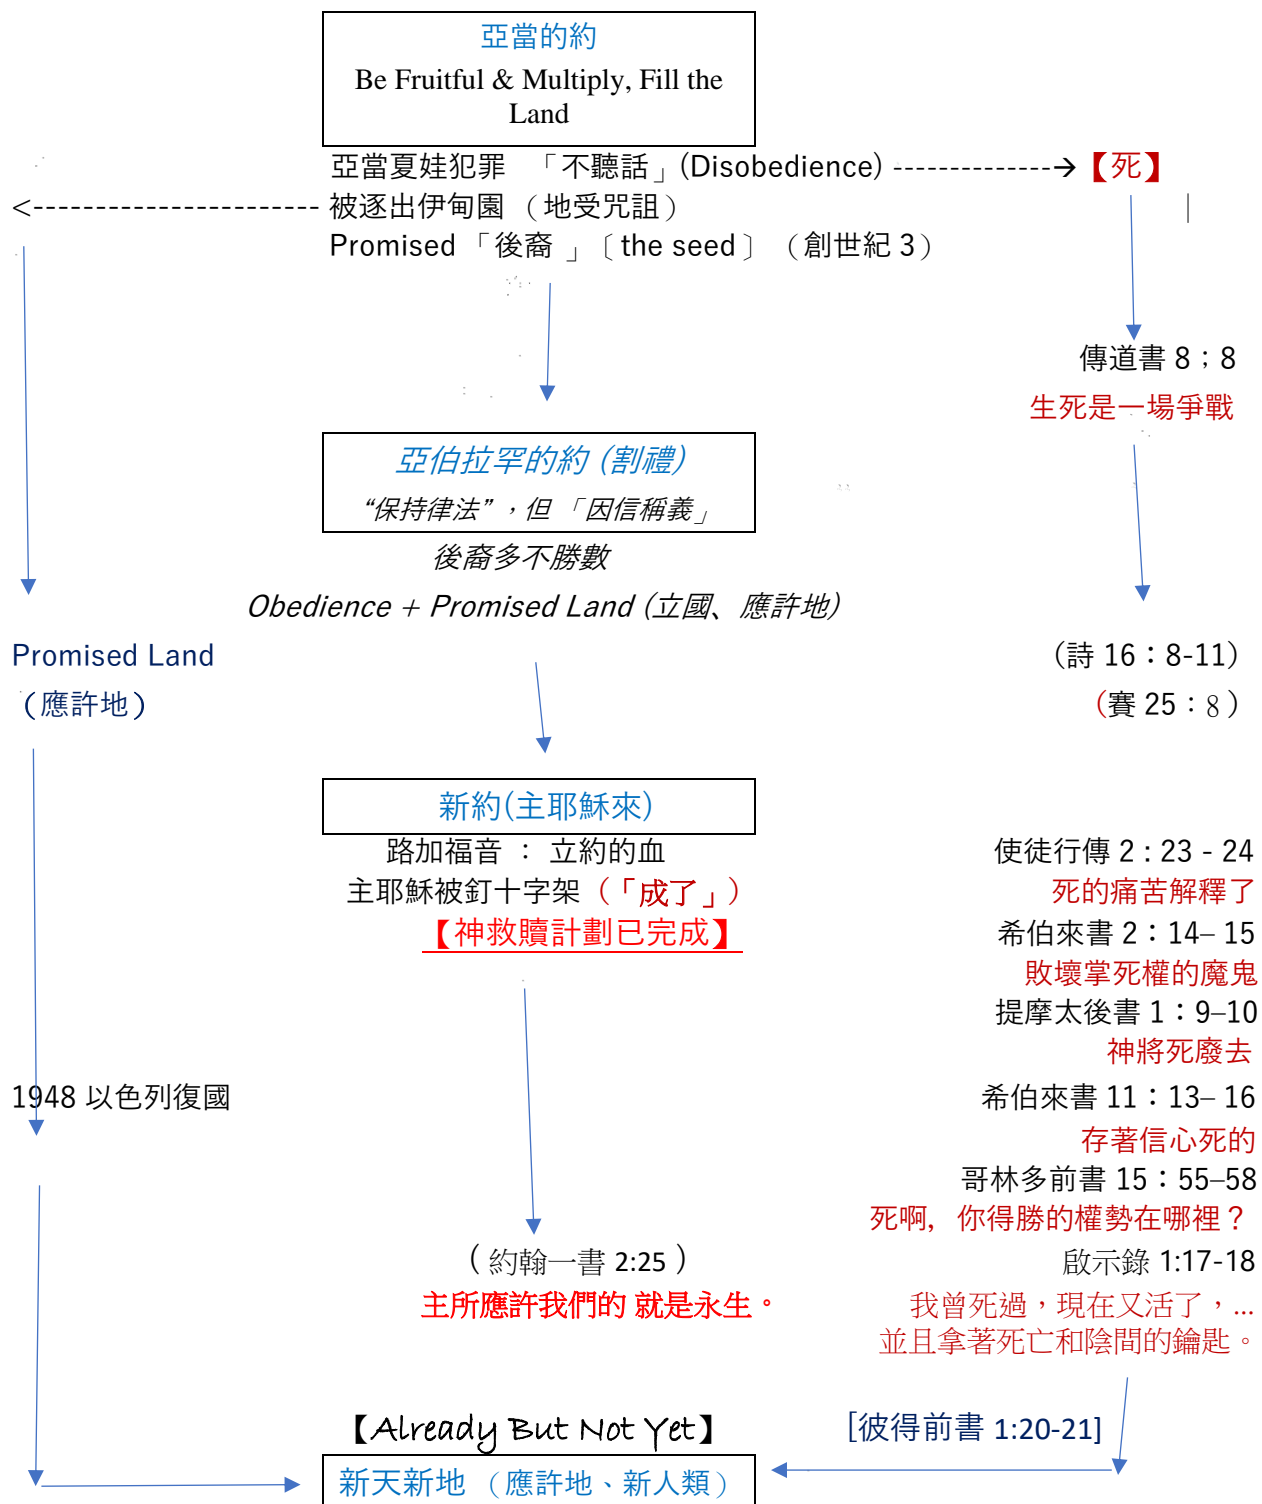 亞當的約
Be Fruitful & Multiply, Fill the
Land
亞當夏娃犯罪 「不聽話」(Disobedience) --------------→ 【死】
<----------------------- 被逐出伊甸園 （地受咒詛）
Promised 「後裔 」﹝the seed﹞ （創世紀 3）
傳道書 8；8
生死是一場爭戰
亞伯拉罕的約 (割禮)
“保持律法”，但 「因信稱義」
後裔多不勝數
Obedience + Promised Land (立國、應許地)
Promised Land
（應許地）
(詩 16：8-11)
(賽 25：8）
新約(主耶穌來)
路加福音 ： 立約的血
主耶穌被釘十字架（「成了」）
【神救贖計劃已完成】
使徒行傳 2 : 23 - 24
死的痛苦解釋了
希伯來書 2：14– 15
敗壞掌死權的魔鬼
提摩太後書 1：9–10
神將死廢去
1948 以色列復國
希伯來書 11：13– 16
存著信心死的
哥林多前書 15：55–58
死啊, 你得勝的權勢在哪裡？
（約翰一書 2:25）
主所應許我們的 就是永生。
啟示錄 1:17-18
我曾死過，現在又活了，...
並且拿著死亡和陰間的鑰匙。
【Already But Not Yet】
[彼得前書 1:20-21]
新天新地 （應許地、新人類）